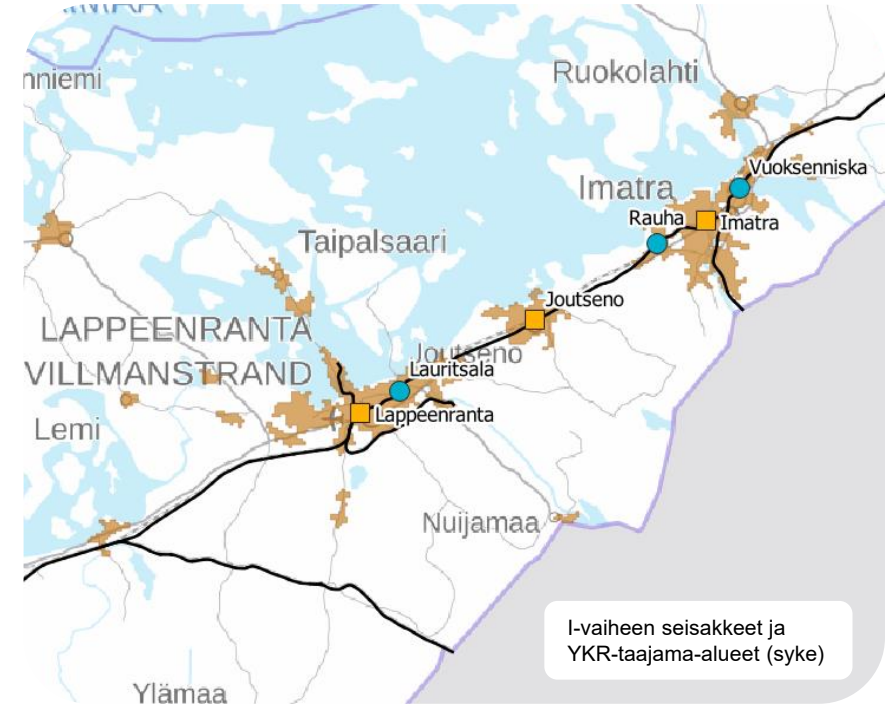 nniemi
Ruokolahti
Vuoksenniska
Imatra
Rauha
Imatra
Taipalsaari
Joutseno
LAPPEENRANTA
VILLMANSTRAND
Joutseno
Lauritsala
Lappeenranta
Lemi
Nuijamaa
I-vaiheen seisakkeet ja
YKR-taajama-alueet (syke)
Ylämaa